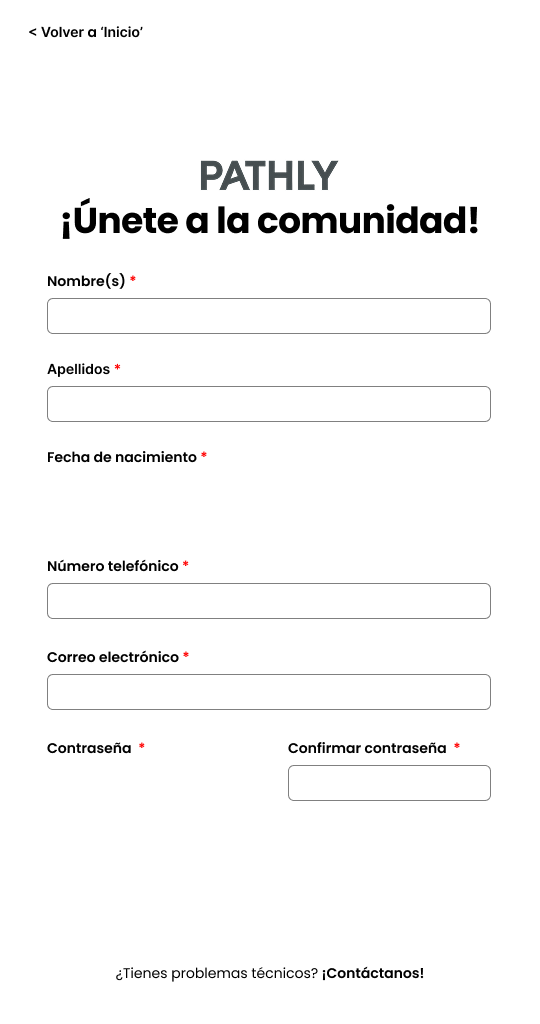 < Volver a ‘Inicio’
PATHLY
¡Únete a la comunidad!
Nombre(s) *
Apellidos *
Fecha de nacimiento *
Número telefónico *
Correo electrónico *
Contraseña *
Confirmar contraseña *
¿Tienes problemas técnicos? ¡Contáctanos!